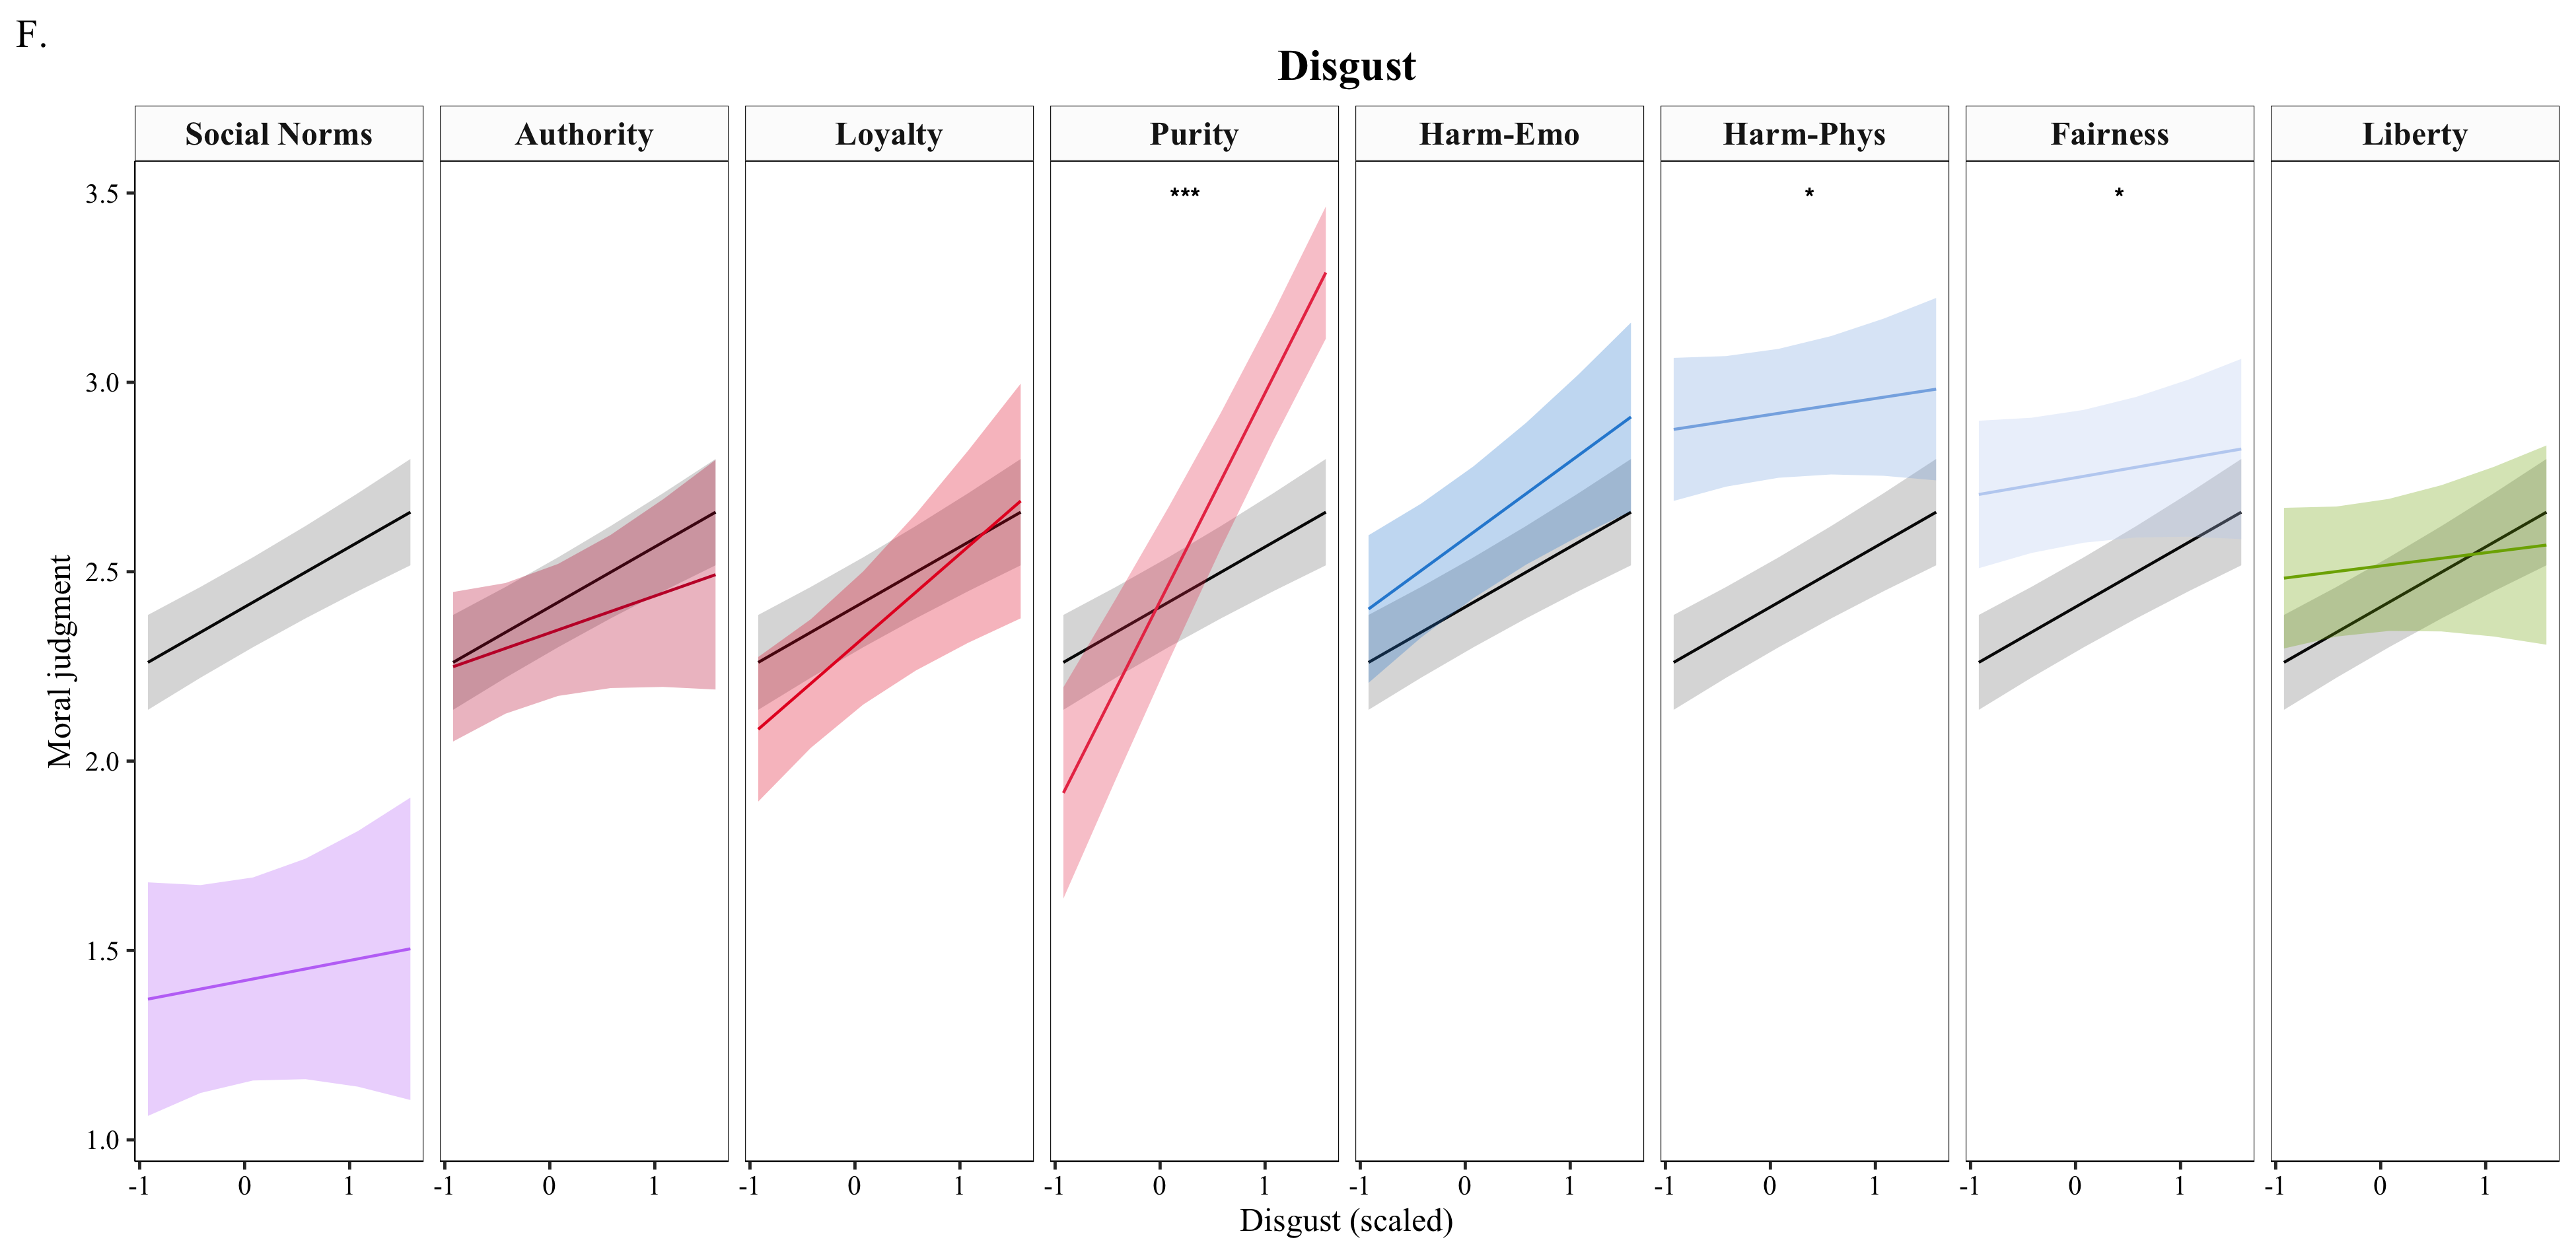 F.
Disgust
Social Norms Authority Loyalty Purity Harm-Emo Harm-Phys Fairness Liberty
*** * *
3.5
3.0
2.5
2.0
1.5
1.0
Moral judgment
-1 0 1 -1 0 1 -1 0 1 -1 0 1 -1 0 1 -1 0 1 -1 0 1 -1 0 1
Disgust (scaled)